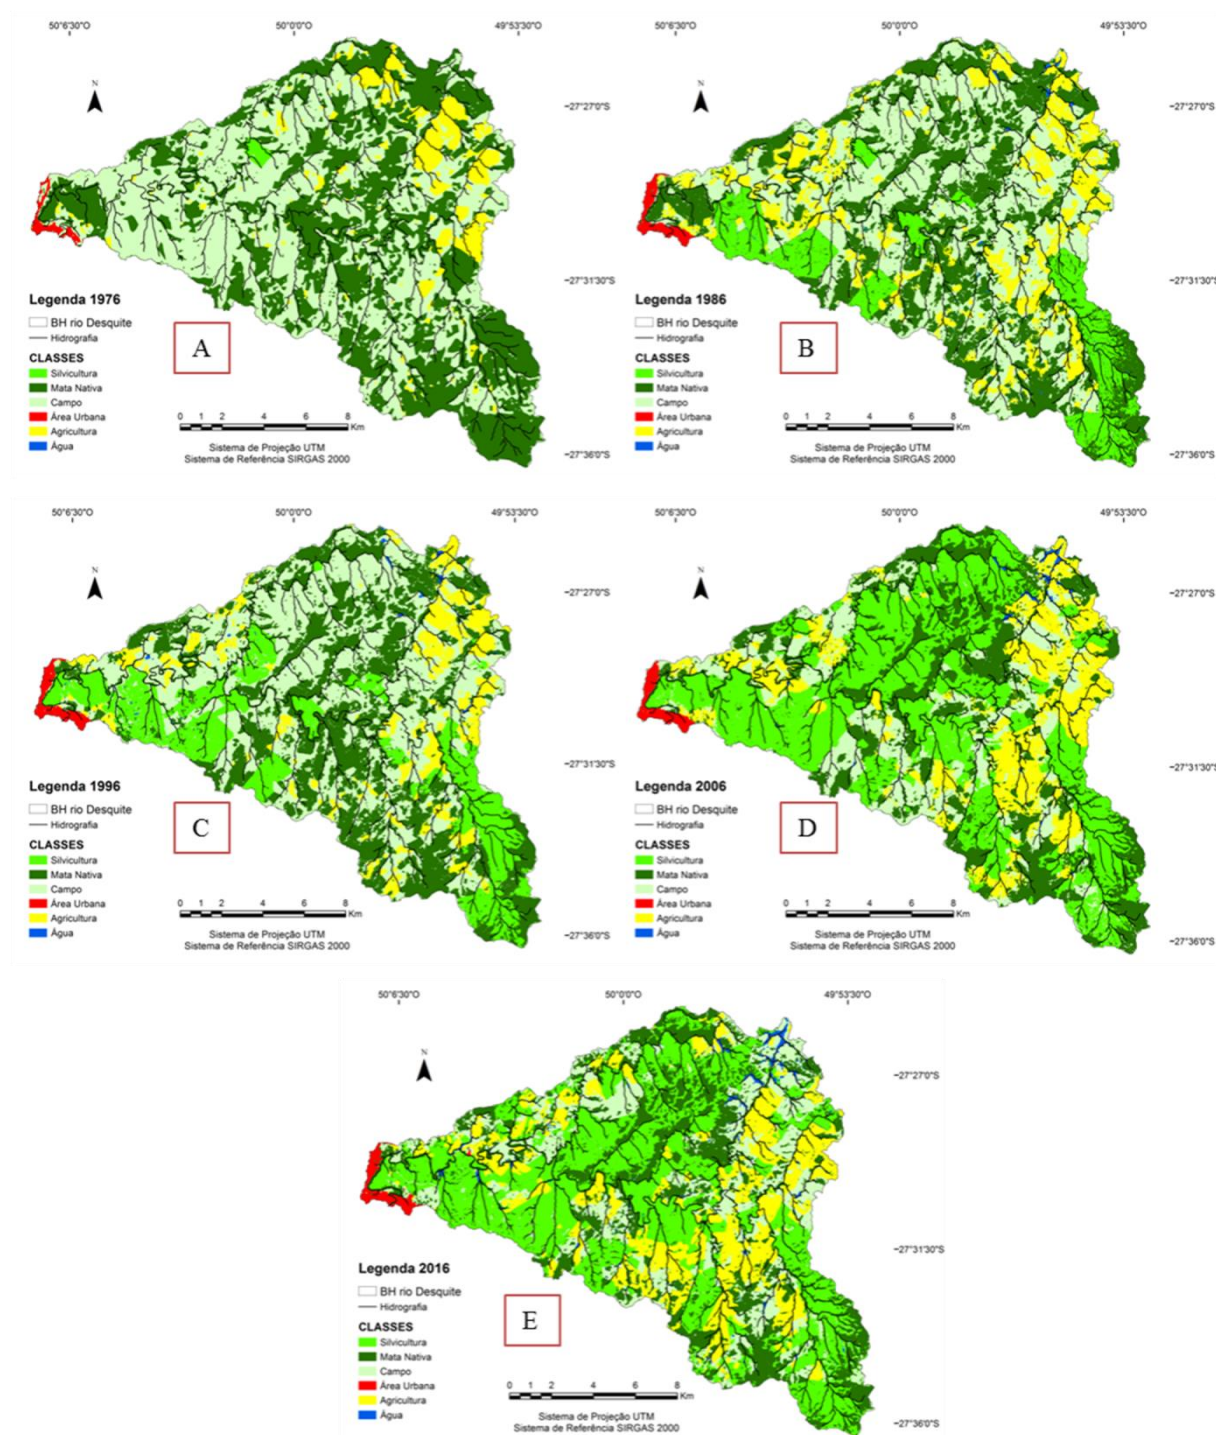 50°6'30"O 50°0'0"O 49°53'30"O
N
−27°27'0"S
−27°31'30"S
−27°36'0"S
Legenda 1976
BH rio Desquite
Hidrografia
CLASSES
Silvicultura
Mata Nativa
Campo
Área Urbana
Agricultura
Água
A
0 1 2 4 6 8
Km
Sistema de Projeção UTM
Sistema de Referência SIRGAS 2000
50°6'30"O 50°0'0"O 49°53'30"O
N
−27°27'0"S
−27°31'30"S
−27°36'0"S
Legenda 1986
BH rio Desquite
Hidrografia
CLASSES
Silvicultura
Mata Nativa
Campo
Área Urbana
Agricultura
Água
B
0 1 2 4 6 8
Km
Sistema de Projeção UTM
Sistema de Referência SIRGAS 2000
50°6'30"O 50°0'0"O 49°53'30"O
N
−27°27'0"S
−27°31'30"S
−27°36'0"S
Legenda 1996
BH rio Desquite
Hidrografia
CLASSES
Silvicultura
Mata Nativa
Campo
Área Urbana
Agricultura
Água
C
0 1 2 4 6 8
Km
Sistema de Projeção UTM
Sistema de Referência SIRGAS 2000
50°6'30"O 50°0'0"O 49°53'30"O
N
−27°27'0"S
−27°31'30"S
−27°36'0"S
Legenda 2006
BH rio Desquite
Hidrografia
CLASSES
Silvicultura
Mata Nativa
Campo
Área Urbana
Agricultura
Água
D
0 1 2 4 6 8
Km
Sistema de Projeção UTM
Sistema de Referência SIRGAS 2000
50°6'30"O 50°0'0"O 49°53'30"O
N
−27°27'0"S
−27°31'30"S
−27°36'0"S
Legenda 2016
BH rio Desquite
Hidrografia
CLASSES
Silvicultura
Mata Nativa
Campo
Área Urbana
Agricultura
Água
E
0 1 2 4 6 8
Km
Sistema de Projeção UTM
Sistema de Referência SIRGAS 2000